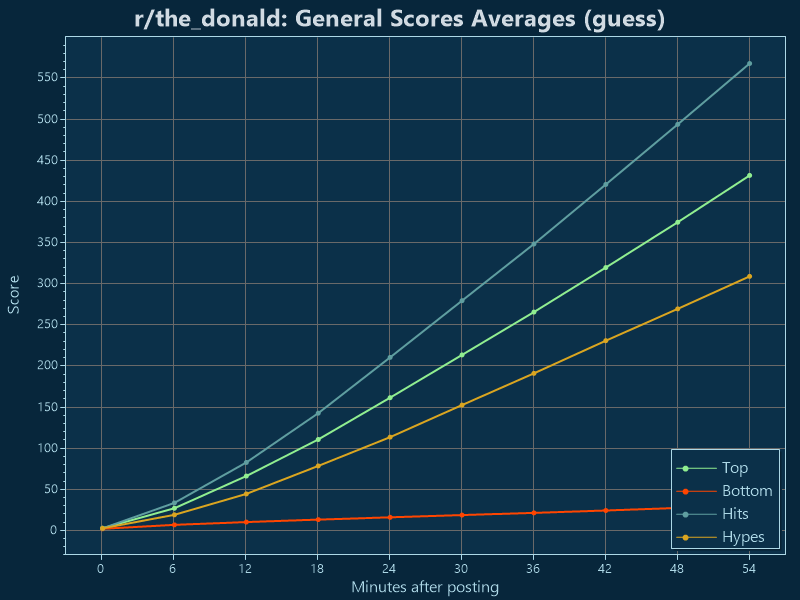 r/the_donald: General Scores Averages (guess)
550
500
450
400
350
300
250
200
150
100
50
0
Score
0 6 12 18 24 30 36 42 48 54
Minutes after posting
Top
Bottom
Hits
Hypes